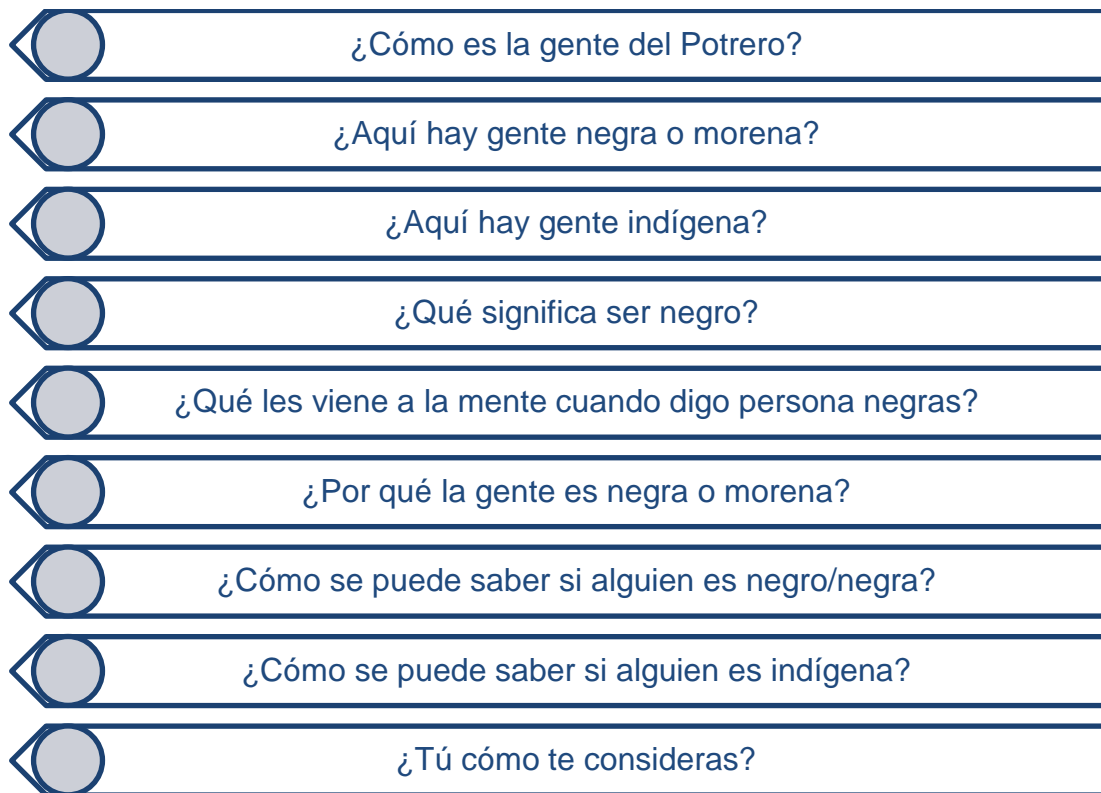 ¿Cómo es la gente del Potrero?
¿Aquí hay gente negra o morena?
¿Aquí hay gente indígena?
¿Qué significa ser negro?
¿Qué les viene a la mente cuando digo persona negras?
¿Por qué la gente es negra o morena?
¿Cómo se puede saber si alguien es negro/negra?
¿Cómo se puede saber si alguien es indígena?
¿Tú cómo te consideras?